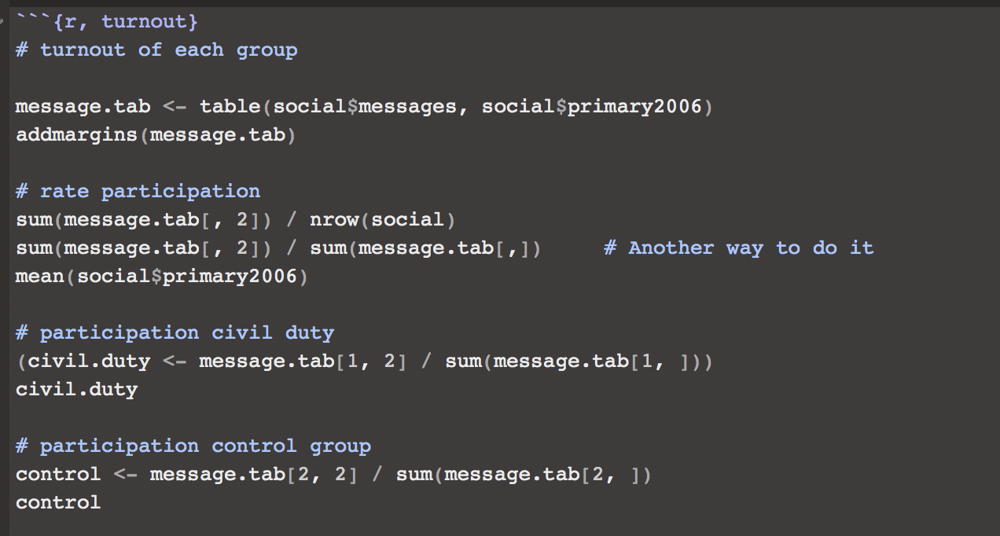 ```{r, turnout}
# turnout of each group
message.tab <- table(social$messages, social$primary2006)
addmargins(message.tab)
# rate participation
sum(message.tab[, 2]) / nrow(social)
sum(message.tab[, 2]) / sum(message.tab[,])     # Another way to do it
mean(social$primary2006)
# participation civil duty
(civil.duty <- message.tab[1, 2] / sum(message.tab[1, ]))
civil.duty
# participation control group
control <- message.tab[2, 2] / sum(message.tab[2, ])
control